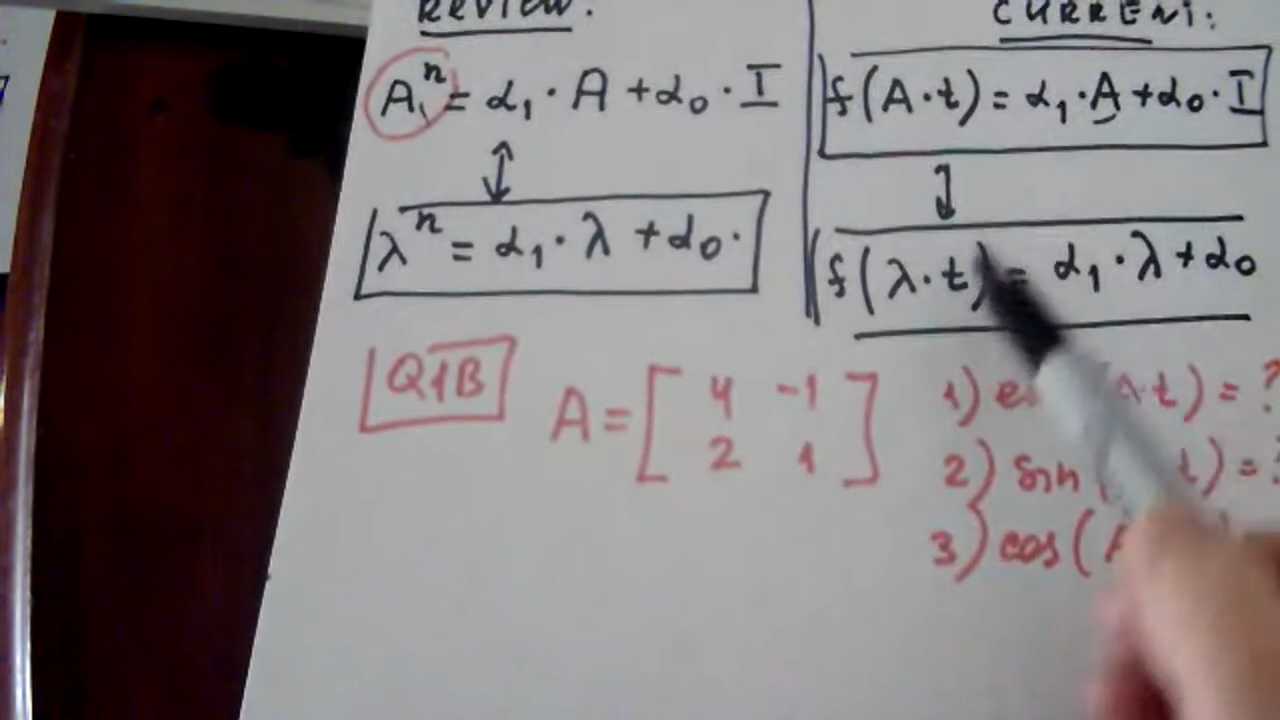 REVIEW:
A₁ⁿ = α₁ · A + α₀ · I
↕
λⁿ = α₁ · λ + α₀ ·
CURRENT:
f(A·t) = α₁ · A + α₀ · I
↓
f(λ·t) = α₁ · λ + α₀
Q1B
A = [4 -1
2 1]
1) e t) = ?
2) sin( t) = ?
3) cos(A